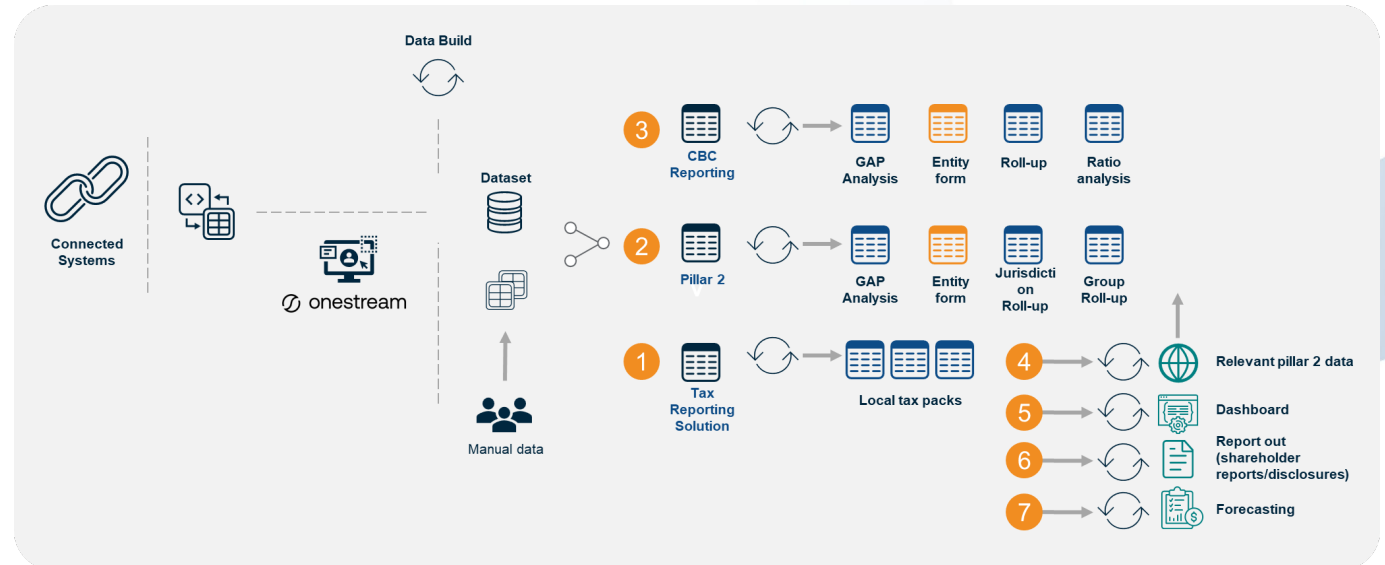 Data Build
Connected
Systems
onestream
Dataset
Manual data
3
CBC
Reporting
GAP
Analysis
Entity
form
Roll-up
Ratio
analysis
2
Pillar 2
GAP
Analysis
Entity
form
Jurisdicti
on
Roll-up
Group
Roll-up
1
Tax
Reporting
Solution
Local tax packs
4
Relevant pillar 2 data
5
Dashboard
6
Report out
(shareholder
reports/disclosures)
7
Forecasting